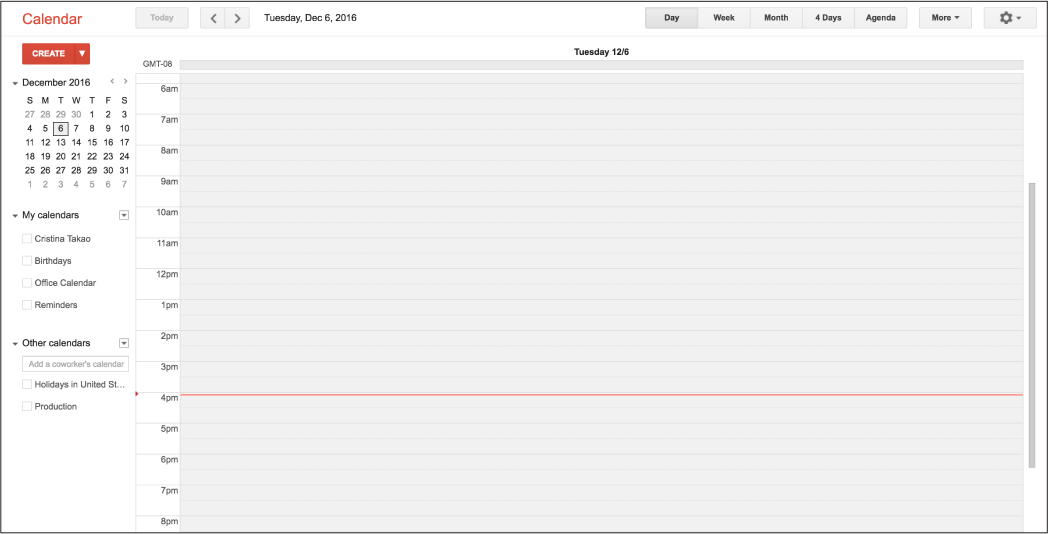 Calendar
Today
Tuesday, Dec 6, 2016
Day Week Month 4 Days Agenda
More
CREATE
December 2016
S M T W T F S
27 28 29 30 1 2 3
4 5 6 7 8 9 10
11 12 13 14 15 16 17
18 19 20 21 22 23 24
25 26 27 28 29 30 31
1 2 3 4 5 6 7
My calendars
Cristina Takao
Birthdays
Office Calendar
Reminders
Other calendars
Add a coworker's calendar
Holidays in United St...
Production
Tuesday 12/6
GMT-08
6am
7am
8am
9am
10am
11am
12pm
1pm
2pm
3pm
4pm
5pm
6pm
7pm
8pm